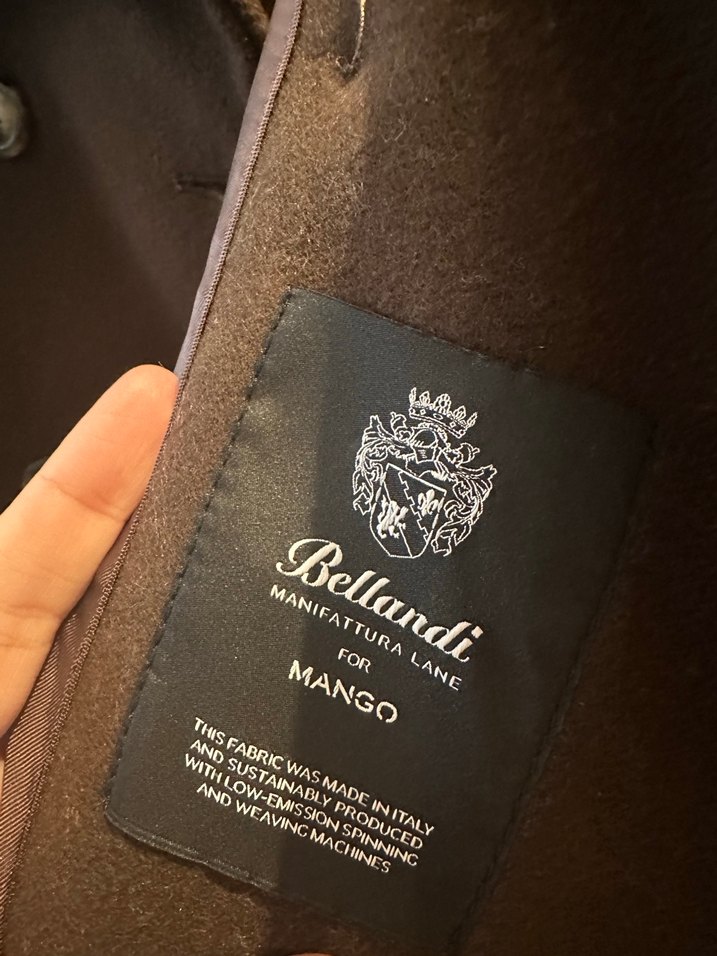 Bellandi
MANIFATTURA LANE
FOR
MANGO
THIS FABRIC WAS MADE IN ITALY
AND SUSTAINABLY PRODUCED
WITH LOW-EMISSION SPINNING
AND WEAVING MACHINES